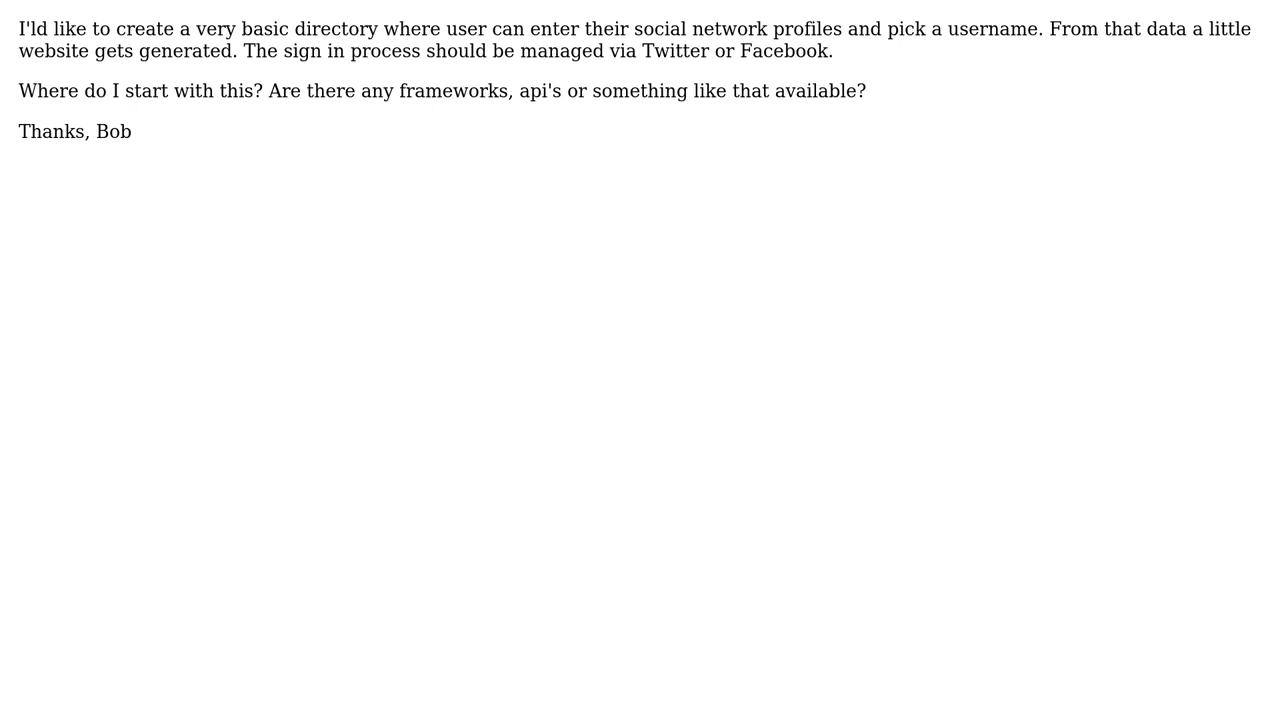 I'ld like to create a very basic directory where user can enter their social network profiles and pick a username. From that data a little
website gets generated. The sign in process should be managed via Twitter or Facebook.
Where do I start with this? Are there any frameworks, api's or something like that available?
Thanks, Bob